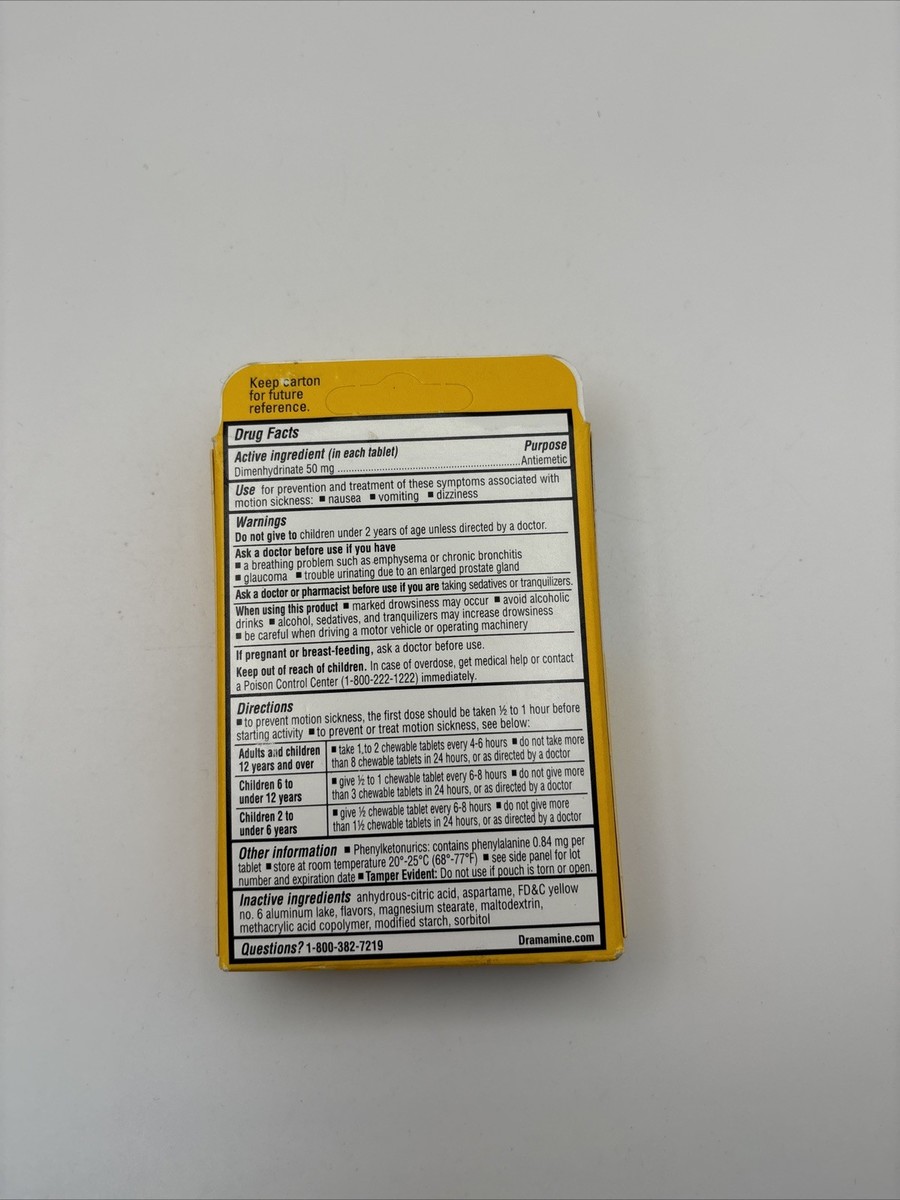 Keep carton
for future
reference.
Drug Facts
Active ingredient (in each tablet) Purpose
Dimenhydrinate 50 mg ............................................................Antiemetic
Use for prevention and treatment of these symptoms associated with
motion sickness: ■ nausea ■ vomiting ■ dizziness
Warnings
Do not give to children under 2 years of age unless directed by a doctor.
Ask a doctor before use if you have
■ a breathing problem such as emphysema or chronic bronchitis
■ glaucoma ■ trouble urinating due to an enlarged prostate gland
Ask a doctor or pharmacist before use if you are taking sedatives or tranquilizers.
When using this product ■ marked drowsiness may occur ■ avoid alcoholic
drinks ■ alcohol, sedatives, and tranquilizers may increase drowsiness
■ be careful when driving a motor vehicle or operating machinery
If pregnant or breast-feeding, ask a doctor before use.
Keep out of reach of children. In case of overdose, get medical help or contact
a Poison Control Center (1-800-222-1222) immediately.
Directions
■ to prevent motion sickness, the first dose should be taken ½ to 1 hour before
starting activity ■ to prevent or treat motion sickness, see below:
Adults and children
12 years and over
■ take 1 to 2 chewable tablets every 4-6 hours ■ do not take more
than 8 chewable tablets in 24 hours, or as directed by a doctor
Children 6 to
under 12 years
■ give ½ to 1 chewable tablet every 6-8 hours ■ do not give more
than 3 chewable tablets in 24 hours, or as directed by a doctor
Children 2 to
under 6 years
■ give ½ chewable tablet every 6-8 hours ■ do not give more
than 1½ chewable tablets in 24 hours, or as directed by a doctor
Other information ■ Phenylketonurics: contains phenylalanine 0.84 mg per
tablet ■ store at room temperature 20°-25°C (68°-77°F) ■ see side panel for lot
number and expiration date ■ Tamper Evident: Do not use if pouch is torn or open.
Inactive ingredients anhydrous-citric acid, aspartame, FD&C yellow
no. 6 aluminum lake, flavors, magnesium stearate, maltodextrin,
methacrylic acid copolymer, modified starch, sorbitol
Questions? 1-800-382-7219 Dramamine.com